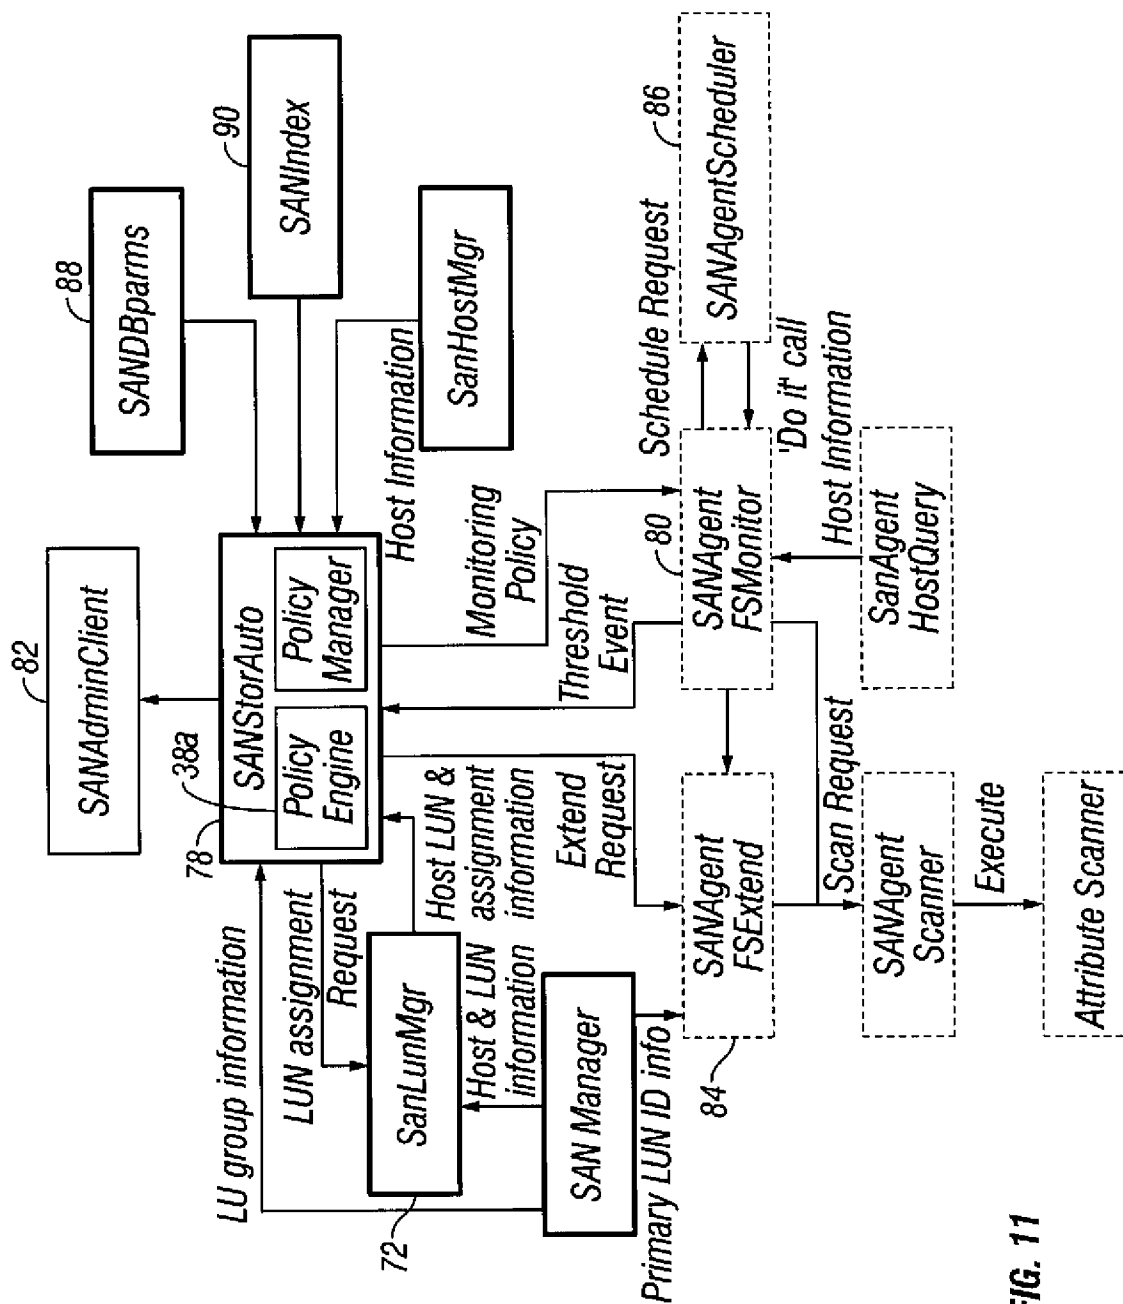 82
SANAdminClient
88
SANDBparms
90
SANIndex
SanHostMgr
Host Information
78
SANStorAuto
38a
Policy
Engine
Policy
Manager
LU group information
LUN assignment
Request
Host LUN &
assignment
information
72
SanLunMgr
Host & LUN
information
SAN Manager
Primary LUN ID info
Extend
Request
Threshold
Event
Monitoring
Policy
84
SANAgent
FSExtend
80
SANAgent
FSMonitor
Schedule Request
86
SANAgentScheduler
'Do it' call
Host Information
SanAgent
HostQuery
Scan Request
SANAgent
Scanner
Execute
Attribute Scanner
FIG. 11